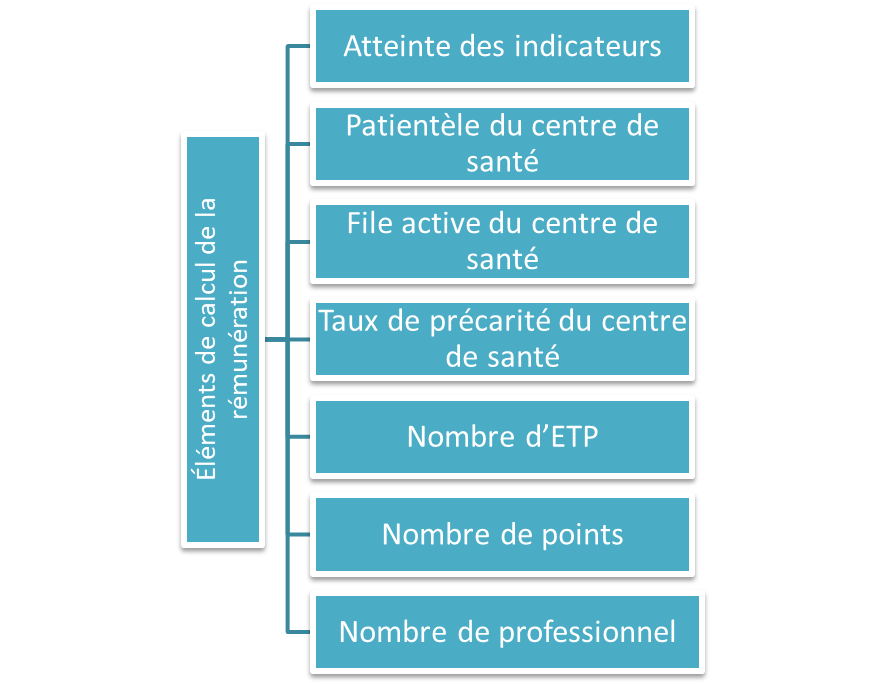 Éléments de calcul de la
rémunération
Atteinte des indicateurs
Patientèle du centre de
santé
File active du centre de
santé
Taux de précarité du centre
de santé
Nombre d’ETP
Nombre de points
Nombre de professionnel